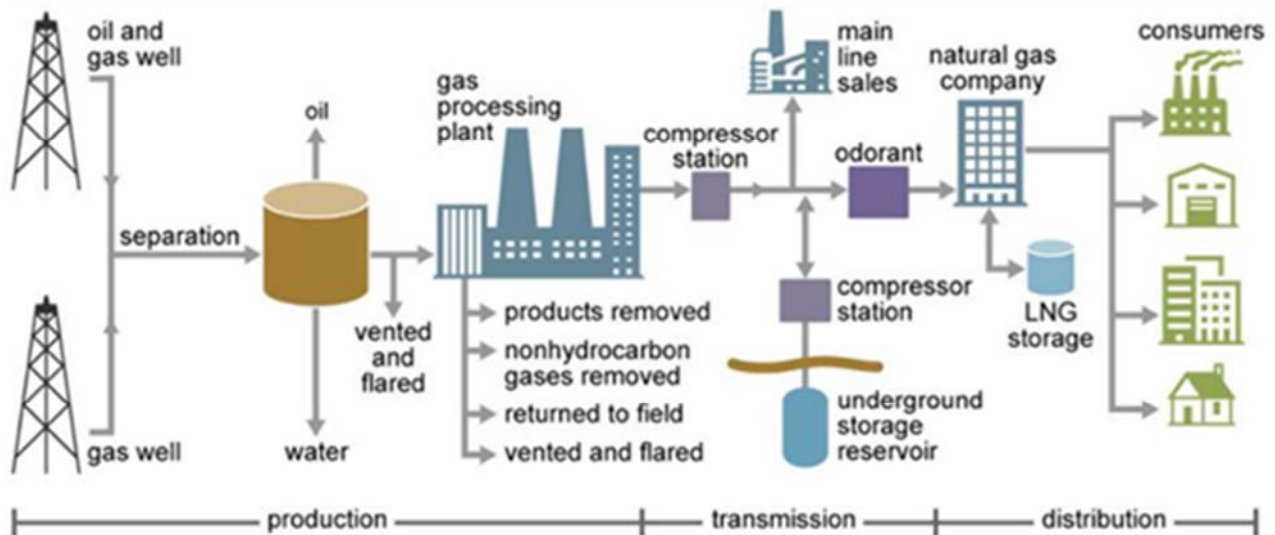 oil and
gas well
oil
separation
vented
and
flared
water
gas well
gas
processing
plant
products removed
nonhydrocarbon
gases removed
returned to field
vented and flared
compressor
station
main
line
sales
odorant
compressor
station
underground
storage
reservoir
natural gas
company
LNG
storage
consumers
production
transmission
distribution